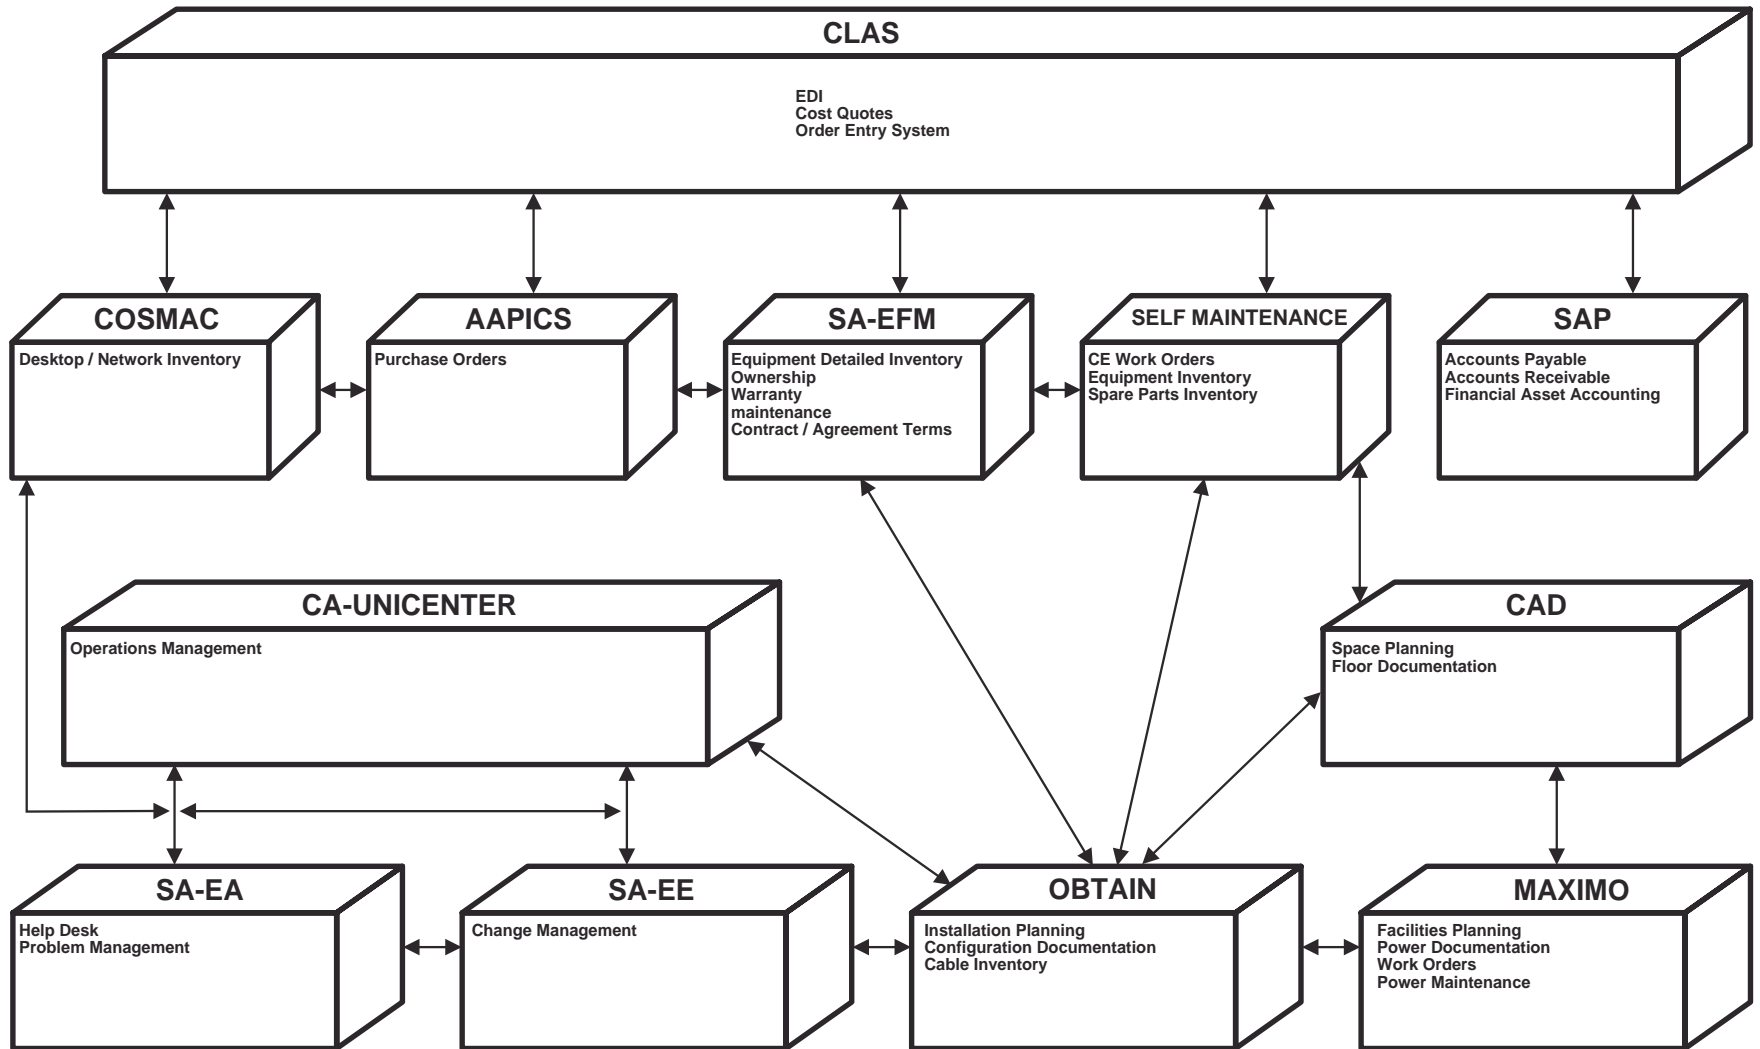 CLAS
EDI
Cost Quotes
Order Entry System
COSMAC
Desktop / Network Inventory
AAPICS
Purchase Orders
SA-EFM
Equipment Detailed Inventory
Ownership
Warranty
maintenance
Contract / Agreement Terms
SELF MAINTENANCE
CE Work Orders
Equipment Inventory
Spare Parts Inventory
SAP
Accounts Payable
Accounts Receivable
Financial Asset Accounting
CA-UNICENTER
Operations Management
CAD
Space Planning
Floor Documentation
SA-EA
Help Desk
Problem Management
SA-EE
Change Management
OBTAIN
Installation Planning
Configuration Documentation
Cable Inventory
MAXIMO
Facilities Planning
Power Documentation
Work Orders
Power Maintenance